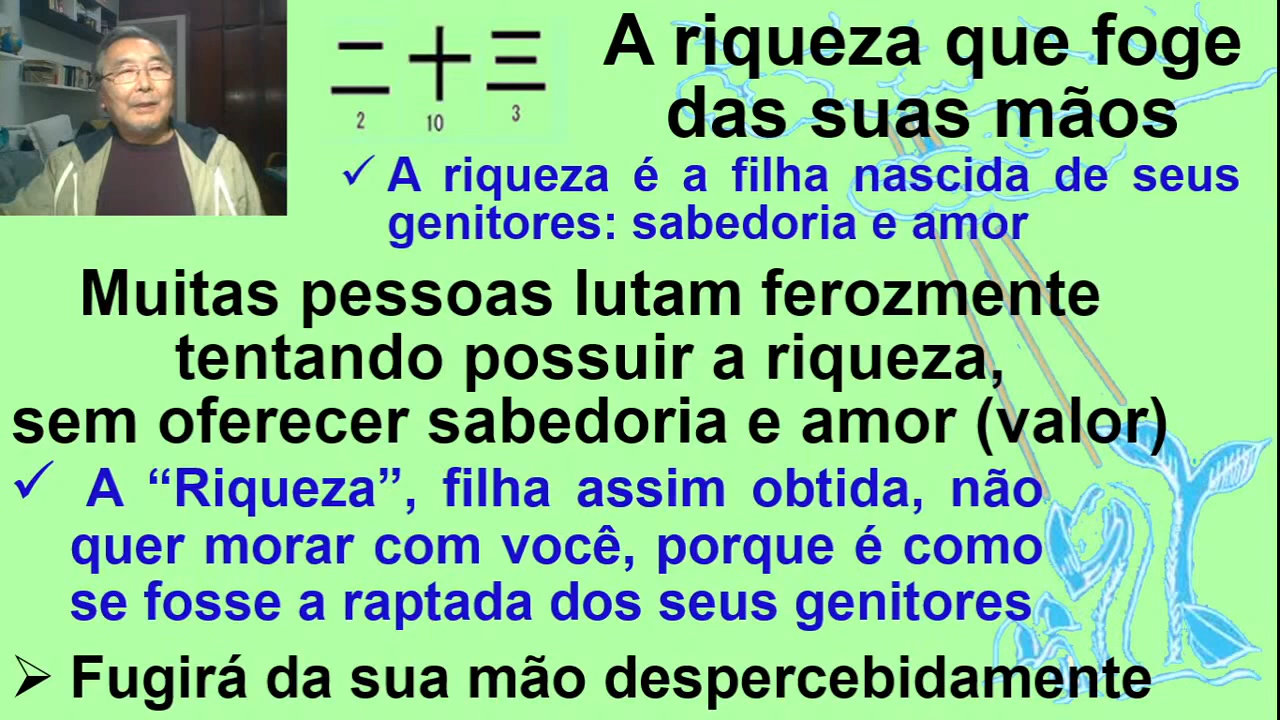 二十三
2 10 3
A riqueza que foge
das suas mãos
✓ A riqueza é a filha nascida de seus
genitores: sabedoria e amor
Muitas pessoas lutam ferozmente
tentando possuir a riqueza,
sem oferecer sabedoria e amor (valor)
✓ A “Riqueza”, filha assim obtida, não
quer morar com você, porque é como
se fosse a raptada dos seus genitores
➢ Fugirá da sua mão despercebidamente